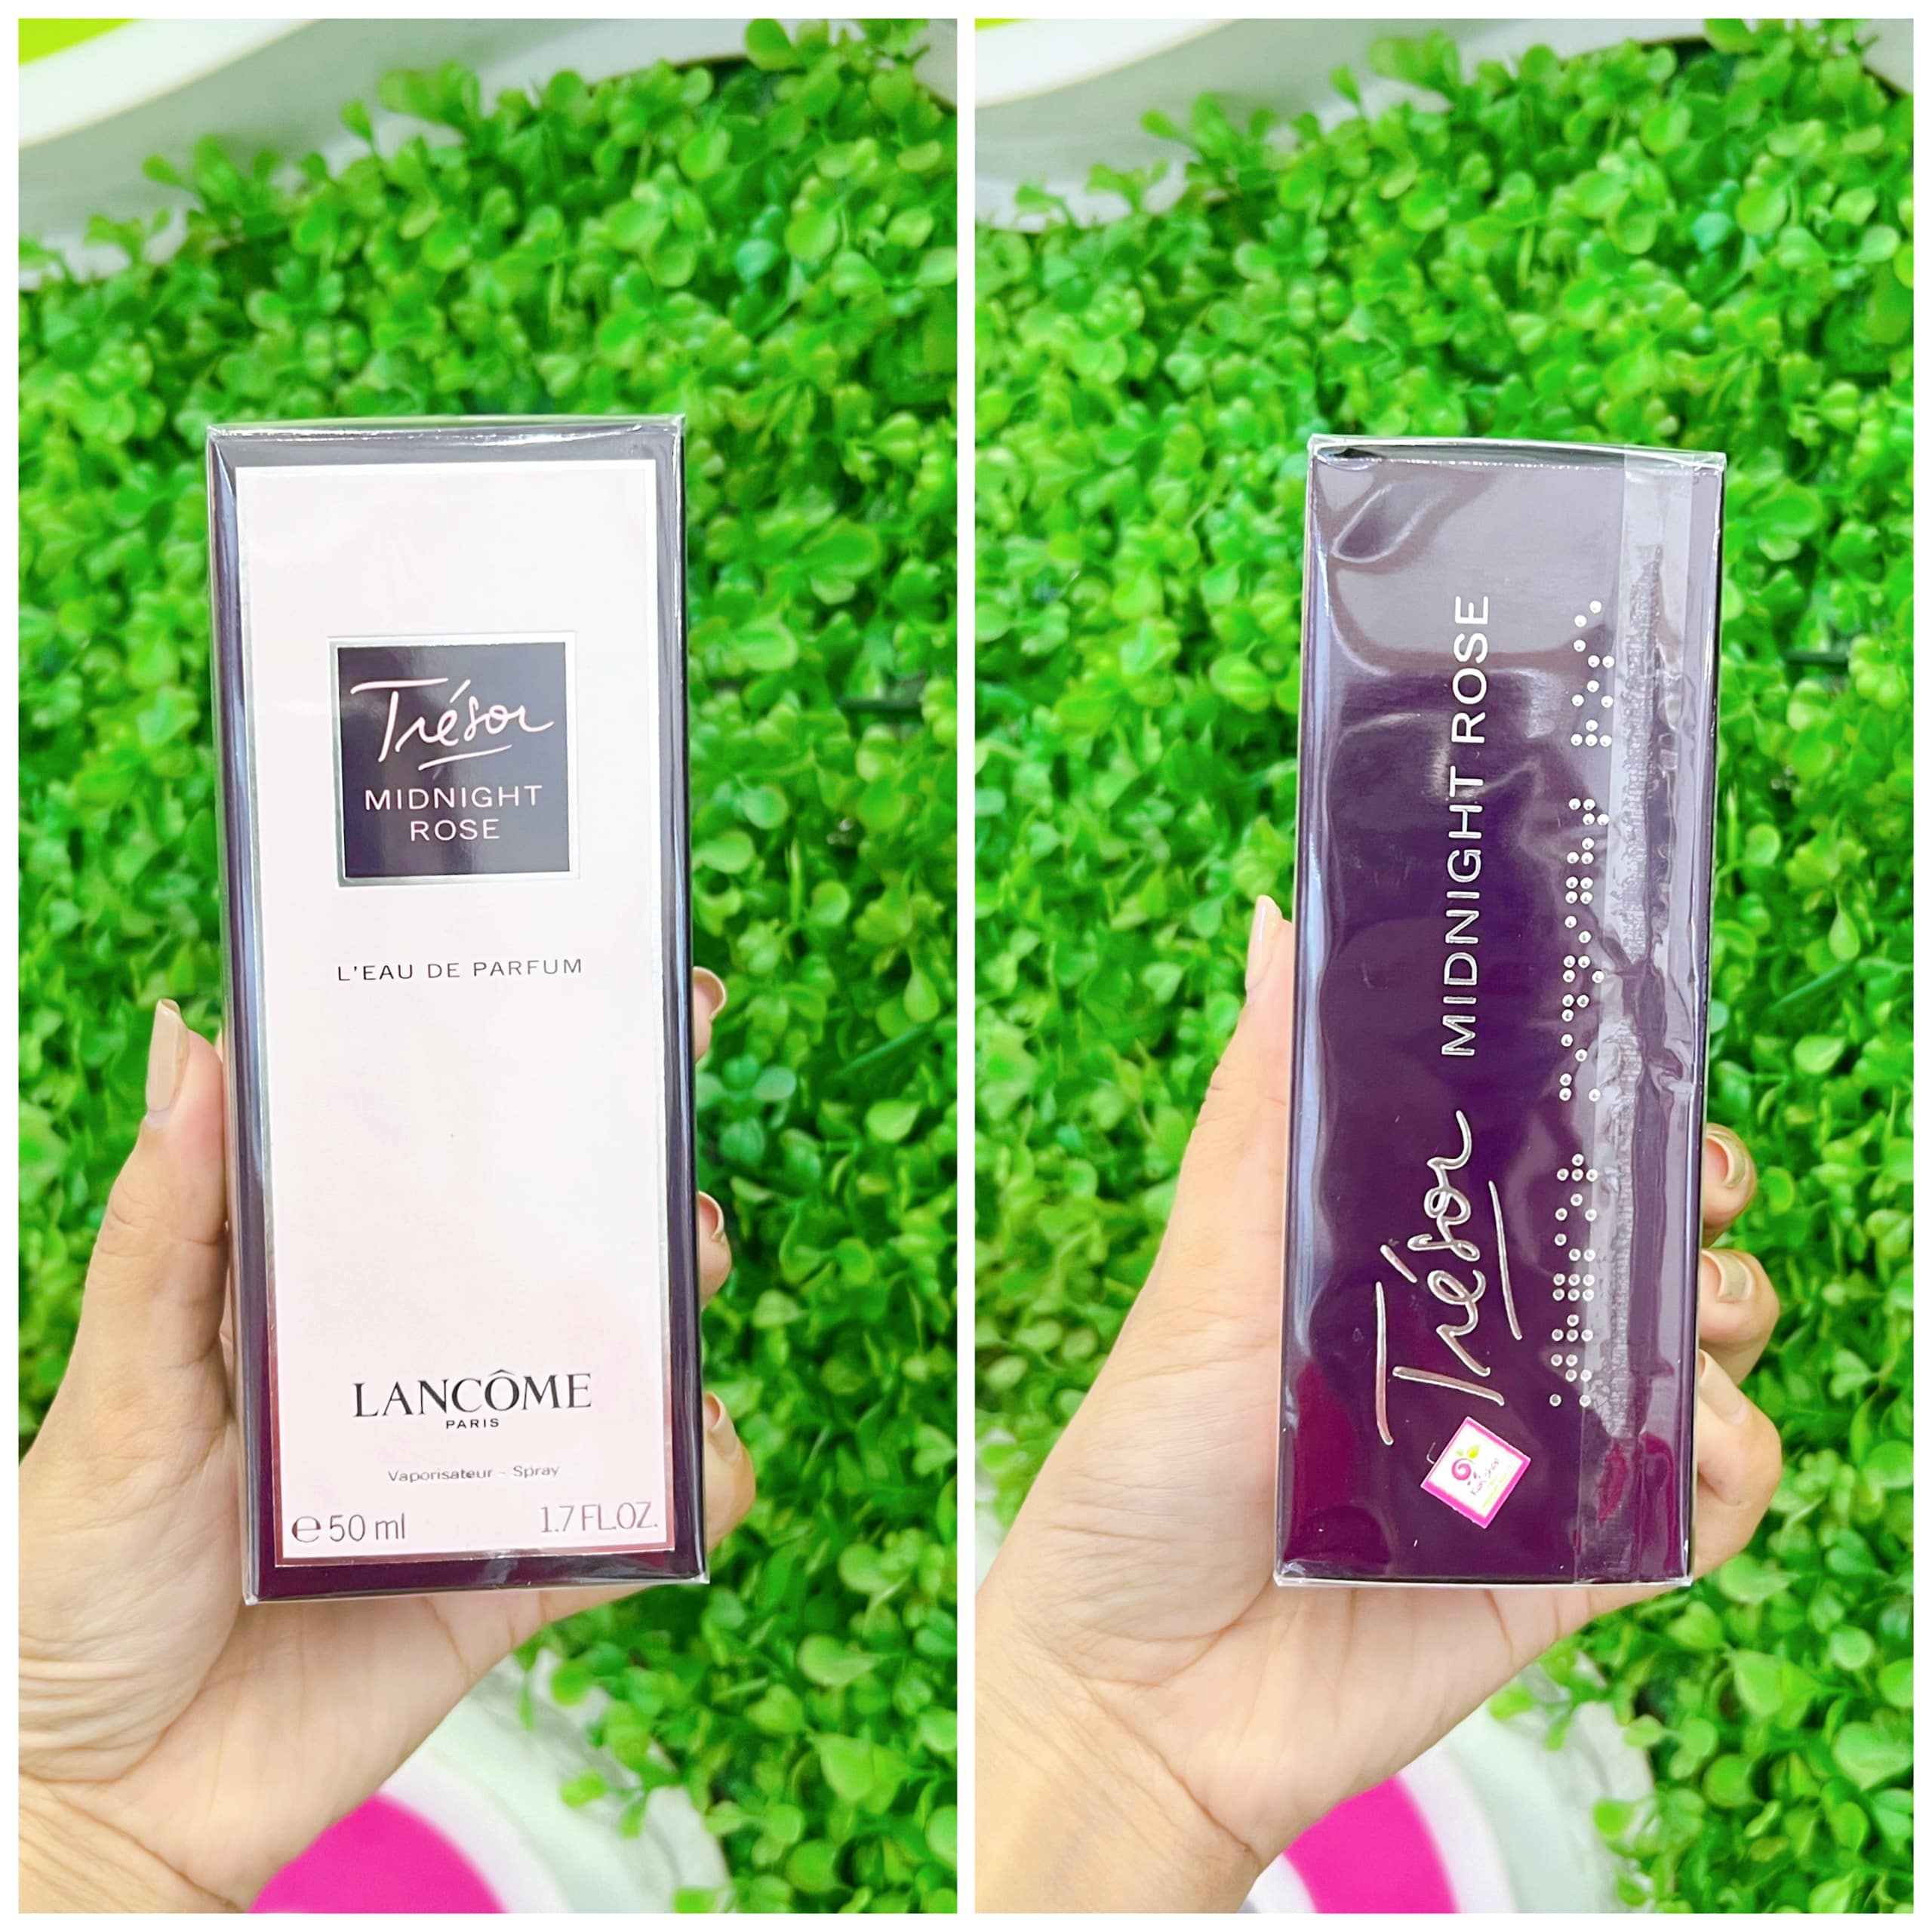 Trésor
MIDNIGHT
ROSE
L'EAU DE PARFUM
LANCÔME
PARIS
Vaporisateur - Spray
℮ 50 ml 1.7 FL.OZ.
Trésor MIDNIGHT ROSE